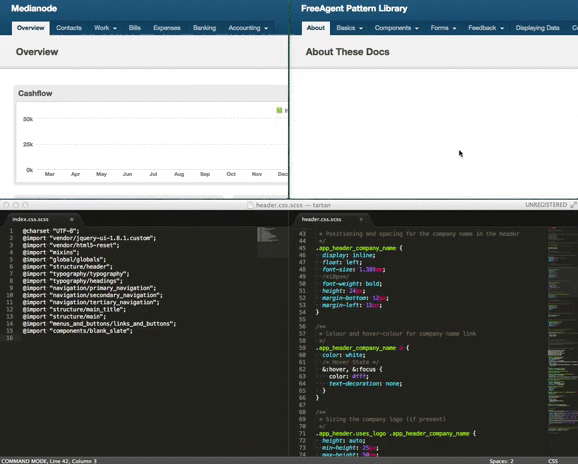 Medianode
Overview Contacts Work Bills Expenses Banking Accounting
Overview
Cashflow
50k
25k
0k
Mar Apr May Jun Jul Aug Sep Oct Nov Dec
FreeAgent Pattern Library
About Basics Components Forms Feedback Displaying Data
About These Docs
header.css.scss — tartan
UNREGISTERED
index.css.scss
1 @charset "UTF-8";
2 @import "vendor/jquery-ui-1.8.1.custom";
3 @import "vendor/html5-reset";
4 @import "mixins";
5 @import "global/globals";
6 @import "structure/header";
7 @import "typography/typography";
8 @import "typography/headings";
9 @import "navigation/primary_navigation";
10 @import "navigation/secondary_navigation";
11 @import "navigation/tertiary_navigation";
12 @import "structure/main_title";
13 @import "structure/main";
14 @import "menus_and_buttons/links_and_buttons";
15 @import "components/blank_slate";
16
header.css.scss
43 * Positioning and spacing for the company name in the header
44 */
45 .app_header_company_name {
46 display: inline;
47 float: left;
48 font-size: 1.385em;
49 /*18px*/
50 font-weight: bold;
51 height: 24px;
52 margin-bottom: 12px;
53 margin-left: 15px;
54 }
55
56 /**
57 * Colour and hover-colour for company name link
58 */
59 .app_header_company_name a {
60 color: white;
61 /* Hover State */
62 &:hover, &:focus {
63 color: #fff;
64 text-decoration: none;
65 }
66 }
67
68 /**
69 * Sizing the company logo (if present)
70 */
71 .app_header.uses_logo .app_header_company_name {
72 height: auto;
73 min-height: 25px;
74 max-height: 50px;
COMMAND MODE, Line 42, Column 3
Spaces: 2
CSS